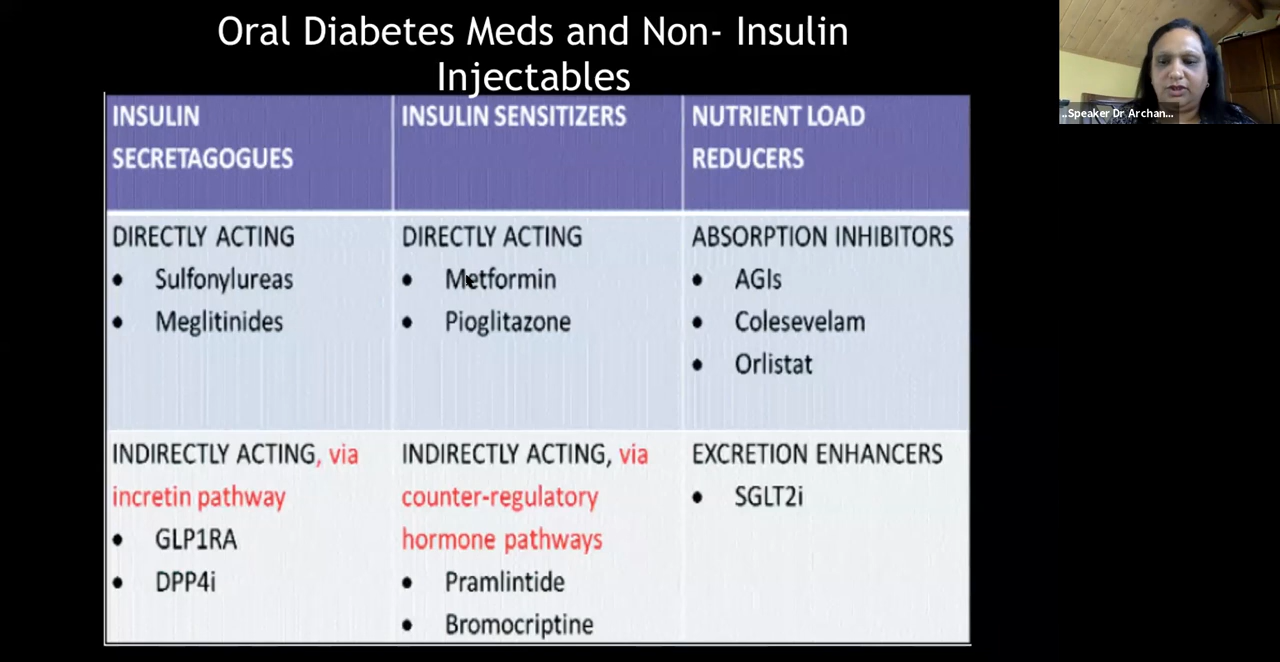 Oral Diabetes Meds and Non- Insulin
Injectables
..Speaker Dr Archan...
INSULIN
SECRETAGOGUES
INSULIN SENSITIZERS
NUTRIENT LOAD
REDUCERS
DIRECTLY ACTING
• Sulfonylureas
• Meglitinides
DIRECTLY ACTING
• Metformin
• Pioglitazone
ABSORPTION INHIBITORS
• AGIs
• Colesevelam
• Orlistat
INDIRECTLY ACTING, via
incretin pathway
• GLP1RA
• DPP4i
INDIRECTLY ACTING, via
counter-regulatory
hormone pathways
• Pramlintide
• Bromocriptine
EXCRETION ENHANCERS
• SGLT2i